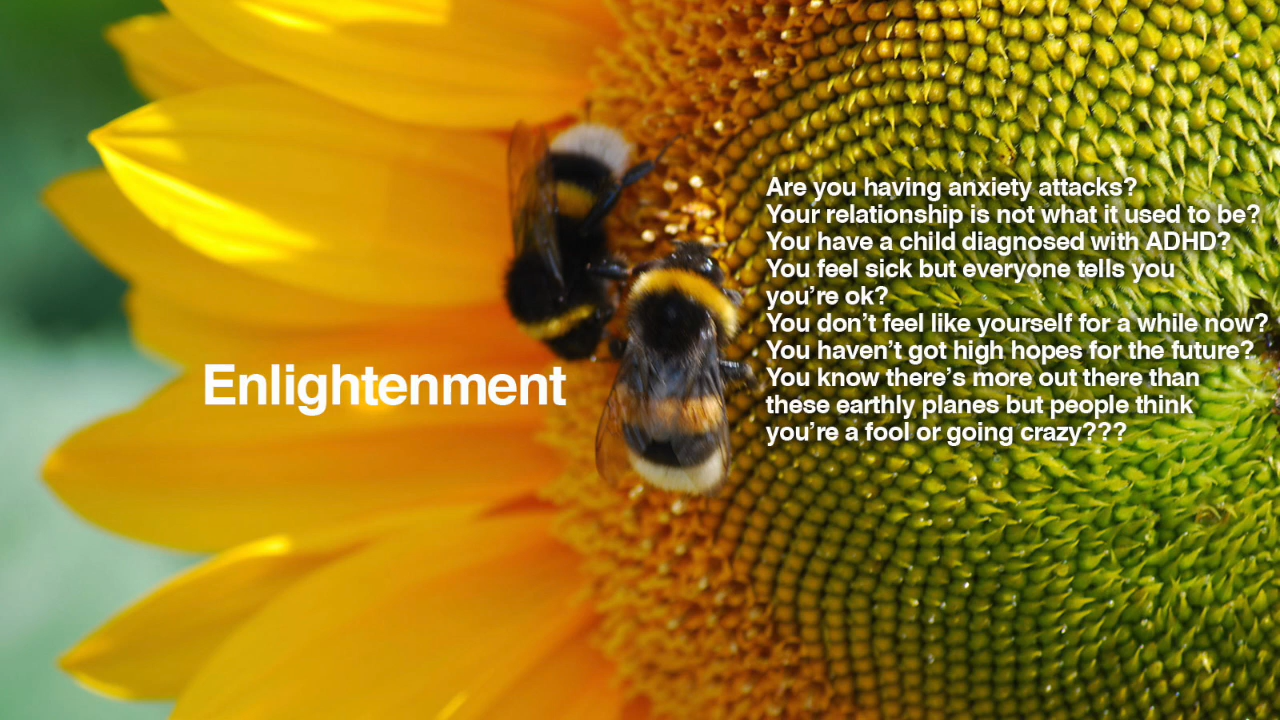 Enlightenment
Are you having anxiety attacks?
Your relationship is not what it used to be?
You have a child diagnosed with ADHD?
You feel sick but everyone tells you
you’re ok?
You don’t feel like yourself for a while now?
You haven’t got high hopes for the future?
You know there’s more out there than
these earthly planes but people think
you’re a fool or going crazy???